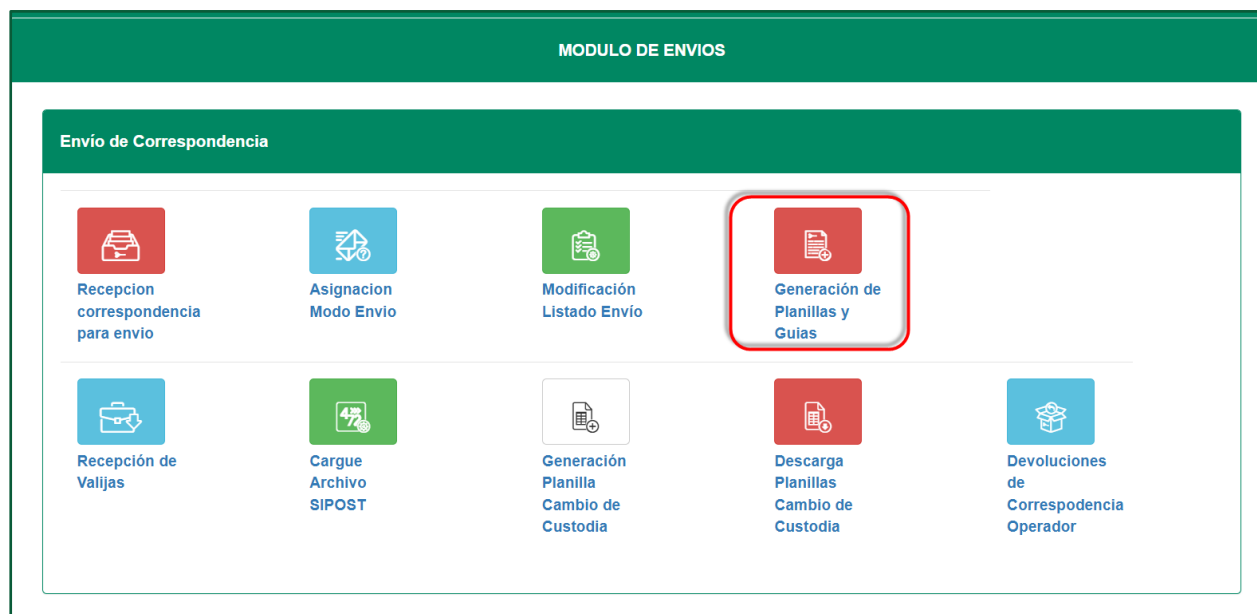 MODULO DE ENVIOS
Envío de Correspondencia
Recepcion
correspondencia
para envio
Asignacion
Modo Envio
Modificación
Listado Envío
Generación de
Planillas y
Guias
Recepción de
Valijas
Cargue
Archivo
SIPOST
Generación
Planilla
Cambio de
Custodia
Descarga
Planillas
Cambio de
Custodia
Devoluciones
de
Correspodencia
Operador